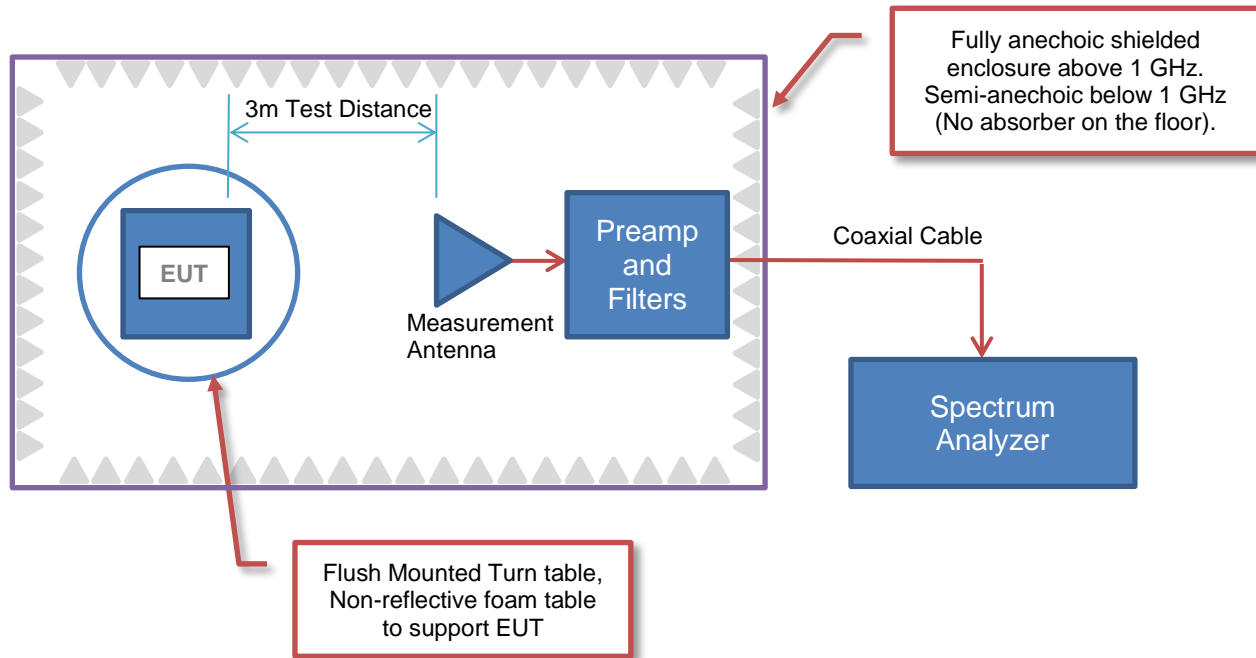 Fully anechoic shielded
enclosure above 1 GHz.
Semi-anechoic below 1 GHz
(No absorber on the floor).
3m Test Distance
EUT
Measurement
Antenna
Preamp
and
Filters
Coaxial Cable
Spectrum
Analyzer
Flush Mounted Turn table,
Non-reflective foam table
to support EUT